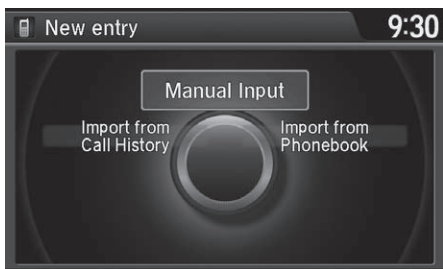 New entry
9:30
Manual Input
Import from
Call History
Import from
Phonebook